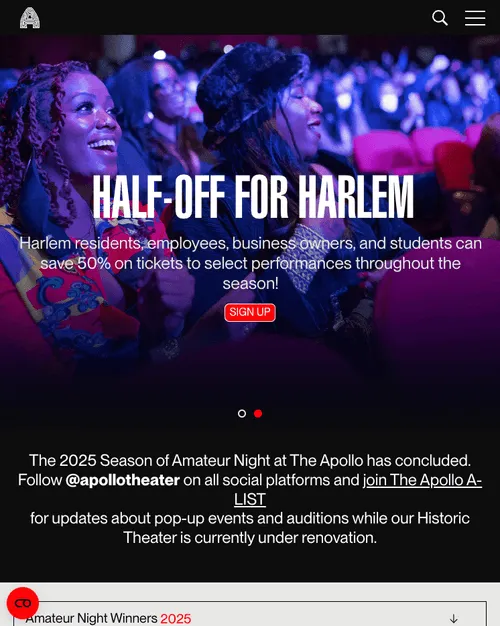 HALF-OFF FOR HARLEM
Harlem residents, employees, business owners, and students can
save 50% on tickets to select performances throughout the
season!
SIGN UP
The 2025 Season of Amateur Night at The Apollo has concluded.
Follow @apollotheater on all social platforms and join The Apollo A-
LIST
for updates about pop-up events and auditions while our Historic
Theater is currently under renovation.
Amateur Night Winners 2025